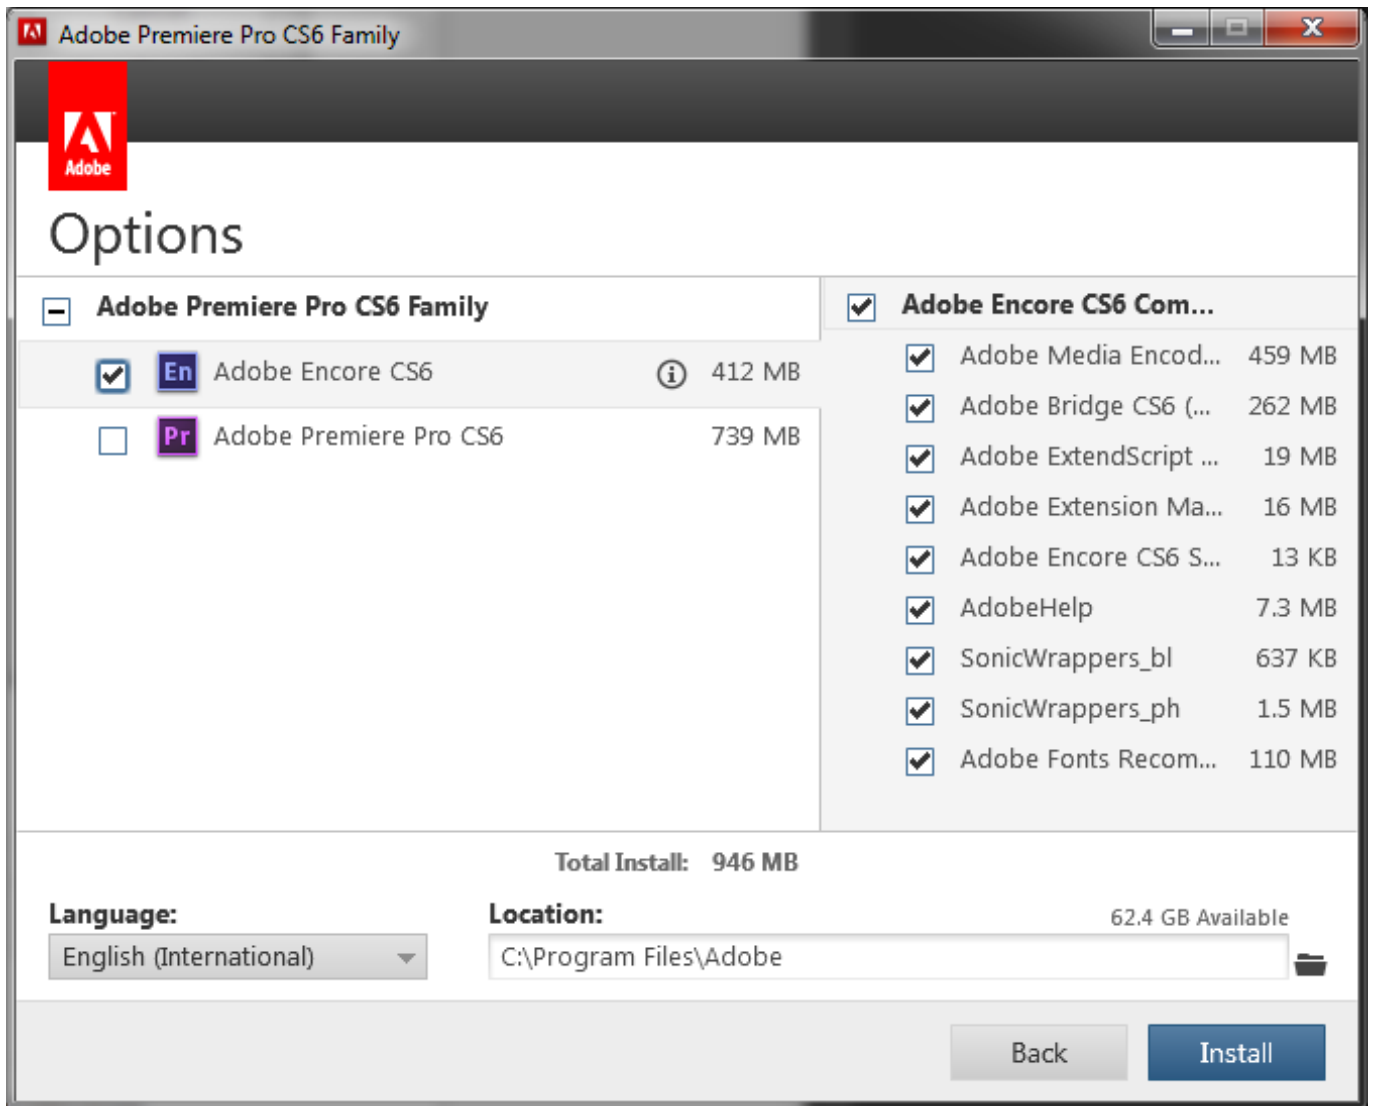 Adobe Premiere Pro CS6 Family
Adobe
Options
Adobe Premiere Pro CS6 Family
En Adobe Encore CS6 412 MB
Pr Adobe Premiere Pro CS6 739 MB
Adobe Encore CS6 Com...
Adobe Media Encod... 459 MB
Adobe Bridge CS6 (... 262 MB
Adobe ExtendScript ... 19 MB
Adobe Extension Ma... 16 MB
Adobe Encore CS6 S... 13 KB
AdobeHelp 7.3 MB
SonicWrappers_bl 637 KB
SonicWrappers_ph 1.5 MB
Adobe Fonts Recom... 110 MB
Total Install: 946 MB
Language:
English (International)
Location: 62.4 GB Available
C:\Program Files\Adobe
Back Install